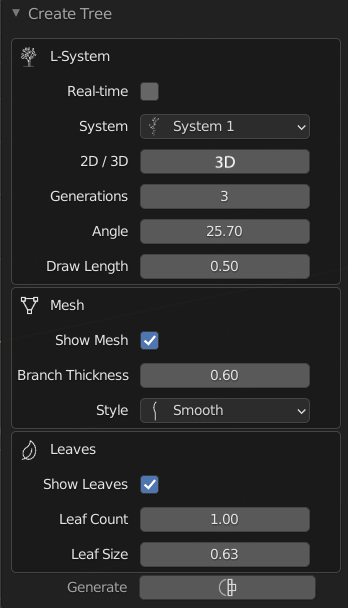 Create Tree
L-System
Real-time
System System 1
2D / 3D 3D
Generations 3
Angle 25.70
Draw Length 0.50
Mesh
Show Mesh
Branch Thickness 0.60
Style Smooth
Leaves
Show Leaves
Leaf Count 1.00
Leaf Size 0.63
Generate